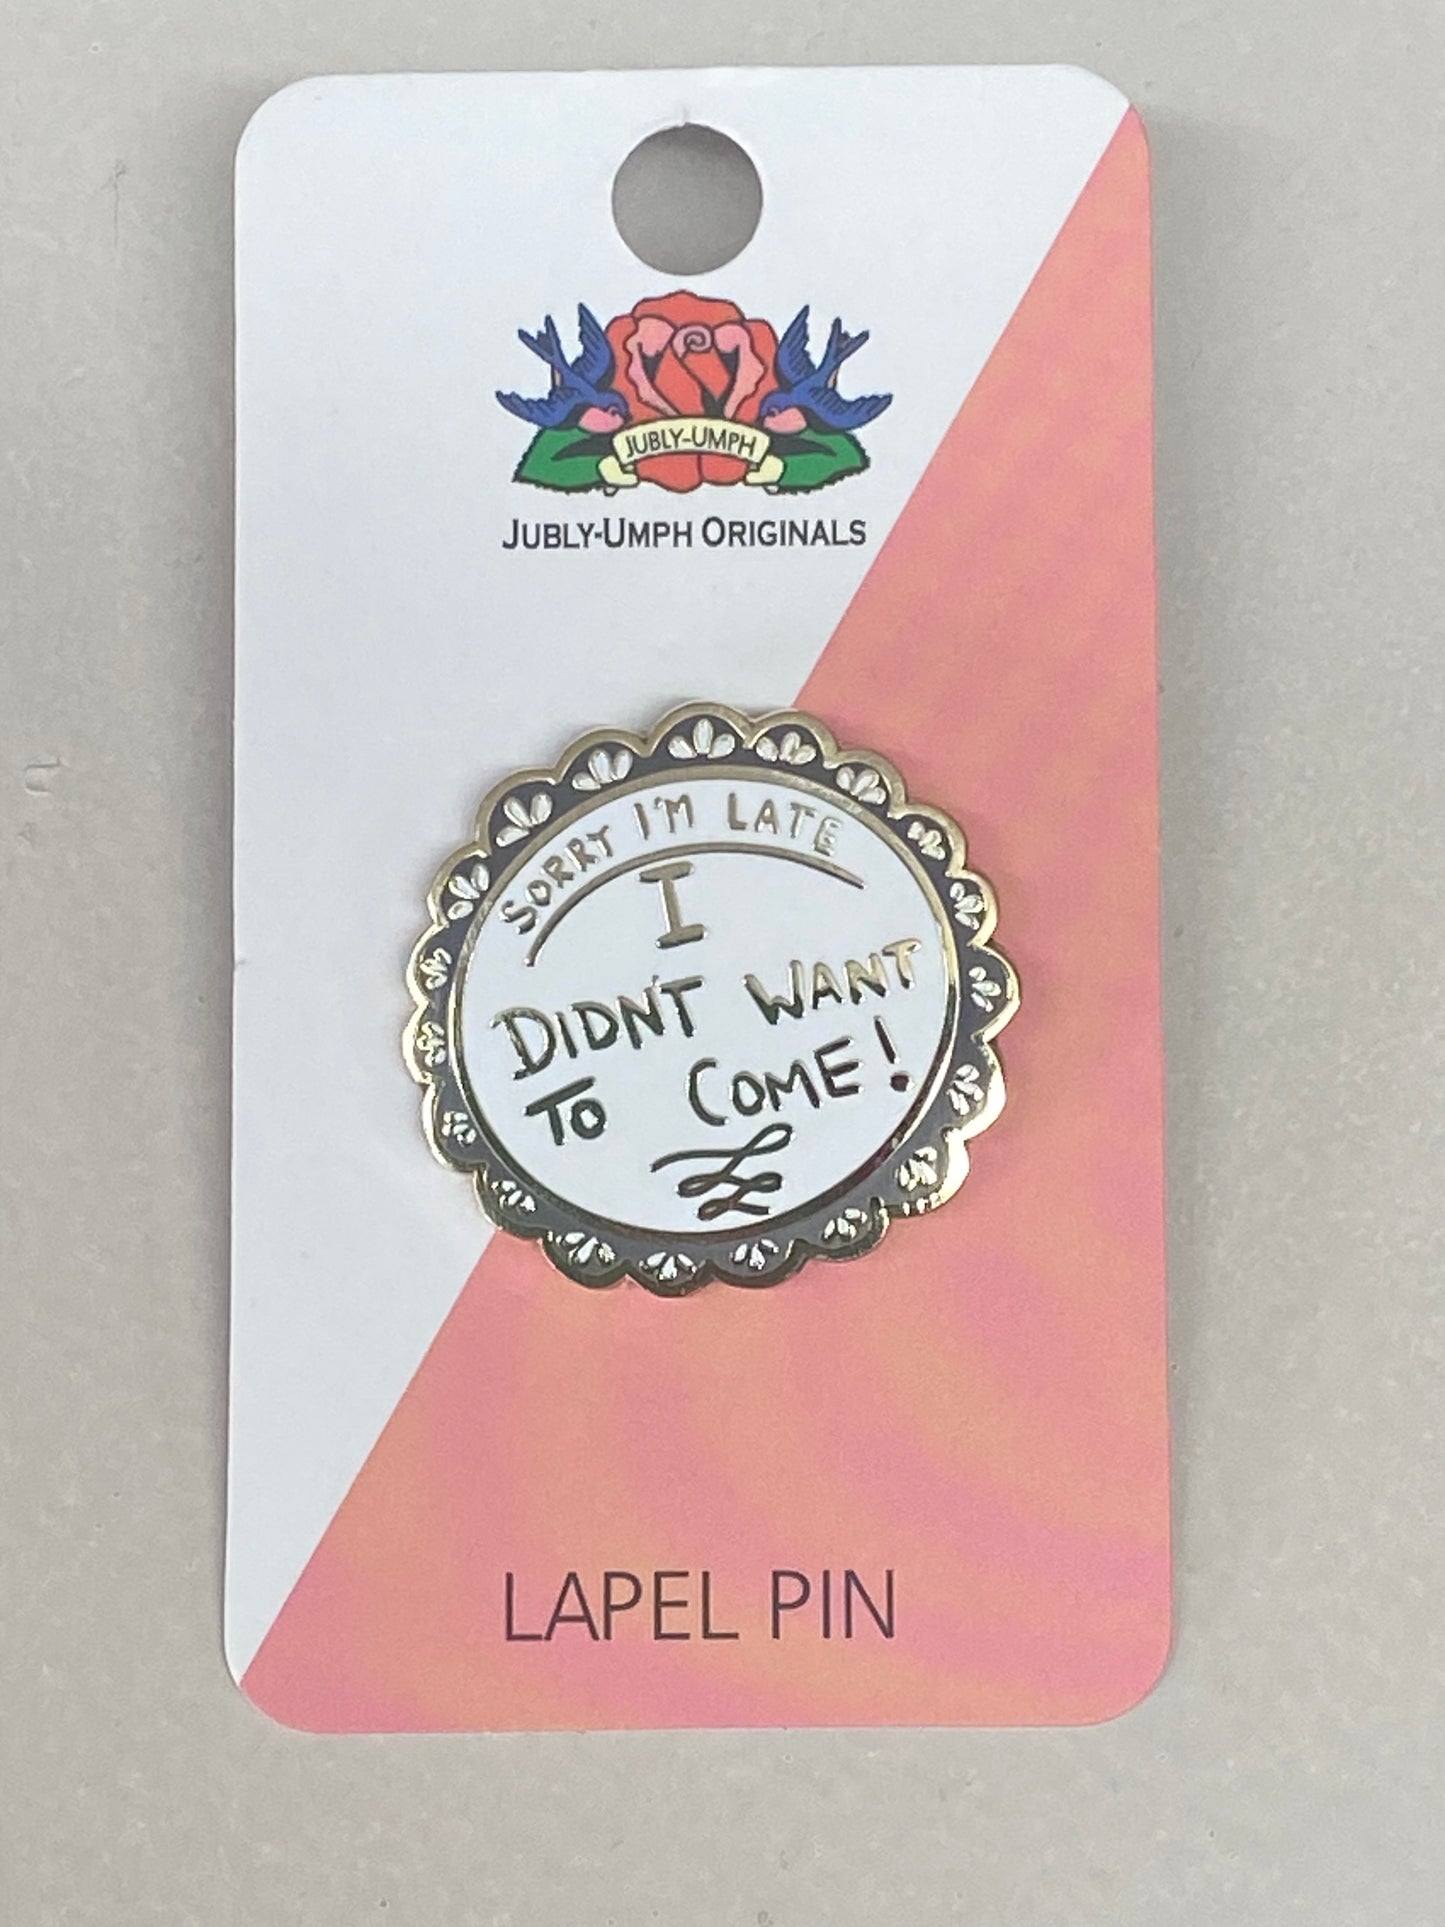 JUBLY-UMPH
JUBLY-UMPH ORIGINALS
SORRY I'M LATE
I
DIDN'T WANT
TO COME!
LAPEL PIN